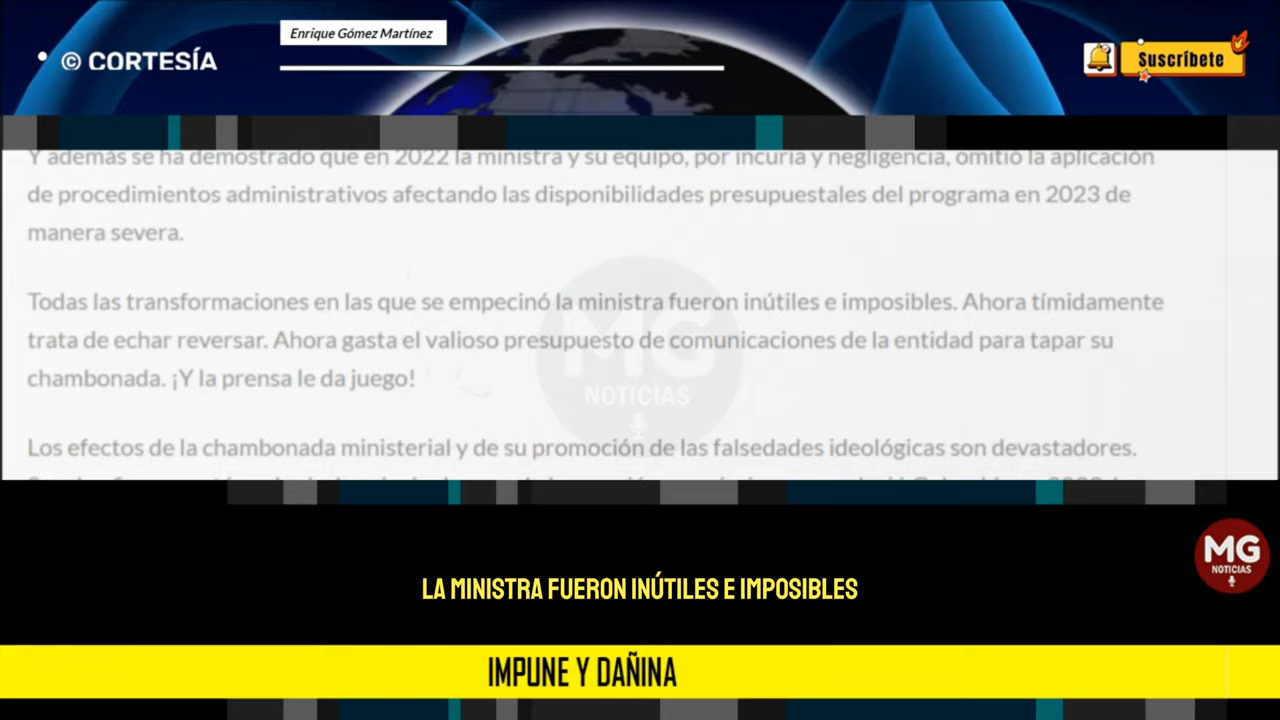 Enrique Gómez Martínez
© CORTESÍA
Suscríbete
Y además se ha demostrado que en 2022 la ministra y su equipo, por incuria y negligencia, omitió la aplicación
de procedimientos administrativos afectando las disponibilidades presupuestales del programa en 2023 de
manera severa.
Todas las transformaciones en las que se empecinó la ministra fueron inútiles e imposibles. Ahora tímidamente
trata de echar reversar. Ahora gasta el valioso presupuesto de comunicaciones de la entidad para tapar su
chambonada. ¡Y la prensa le da juego!
MG
NOTICIAS
Los efectos de la chambonada ministerial y de su promoción de las falsedades ideológicas son devastadores.
MG
NOTICIAS
LA MINISTRA FUERON INÚTILES E IMPOSIBLES
IMPUNE Y DAÑINA